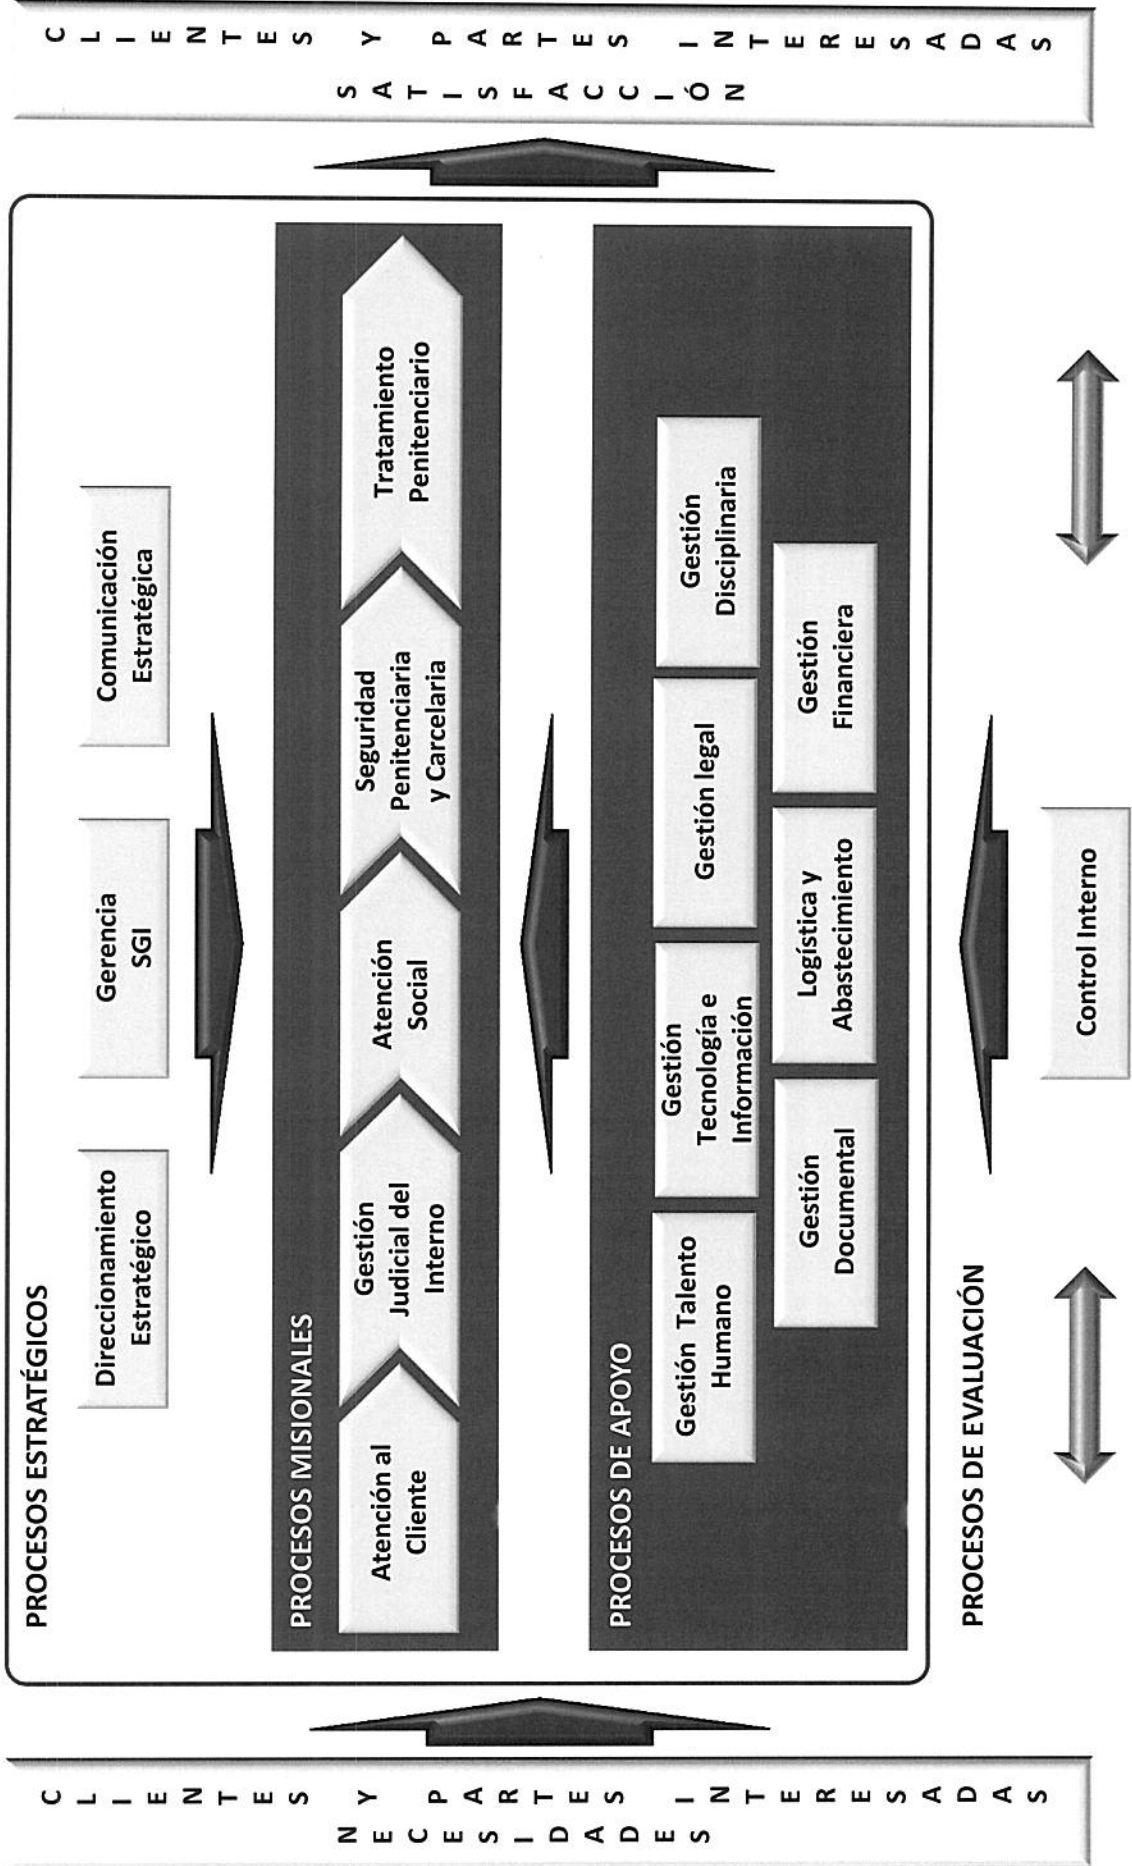 CLIENTES Y PARTES INTERESADAS
NECESIDADES
PROCESOS ESTRATÉGICOS
Direccionamiento
Estratégico
Gerencia
SGI
Comunicación
Estratégica
PROCESOS MISIONALES
Atención al
Cliente
Gestión
Judicial del
Interno
Atención
Social
Seguridad
Penitenciaria
y Carcelaria
Tratamiento
Penitenciario
PROCESOS DE APOYO
Gestión Talento
Humano
Gestión
Tecnología e
Información
Gestión legal
Gestión
Disciplinaria
Gestión
Documental
Logística y
Abastecimiento
Gestión
Financiera
PROCESOS DE EVALUACIÓN
Control Interno
CLIENTES Y PARTES INTERESADAS
SATISFACCIÓN